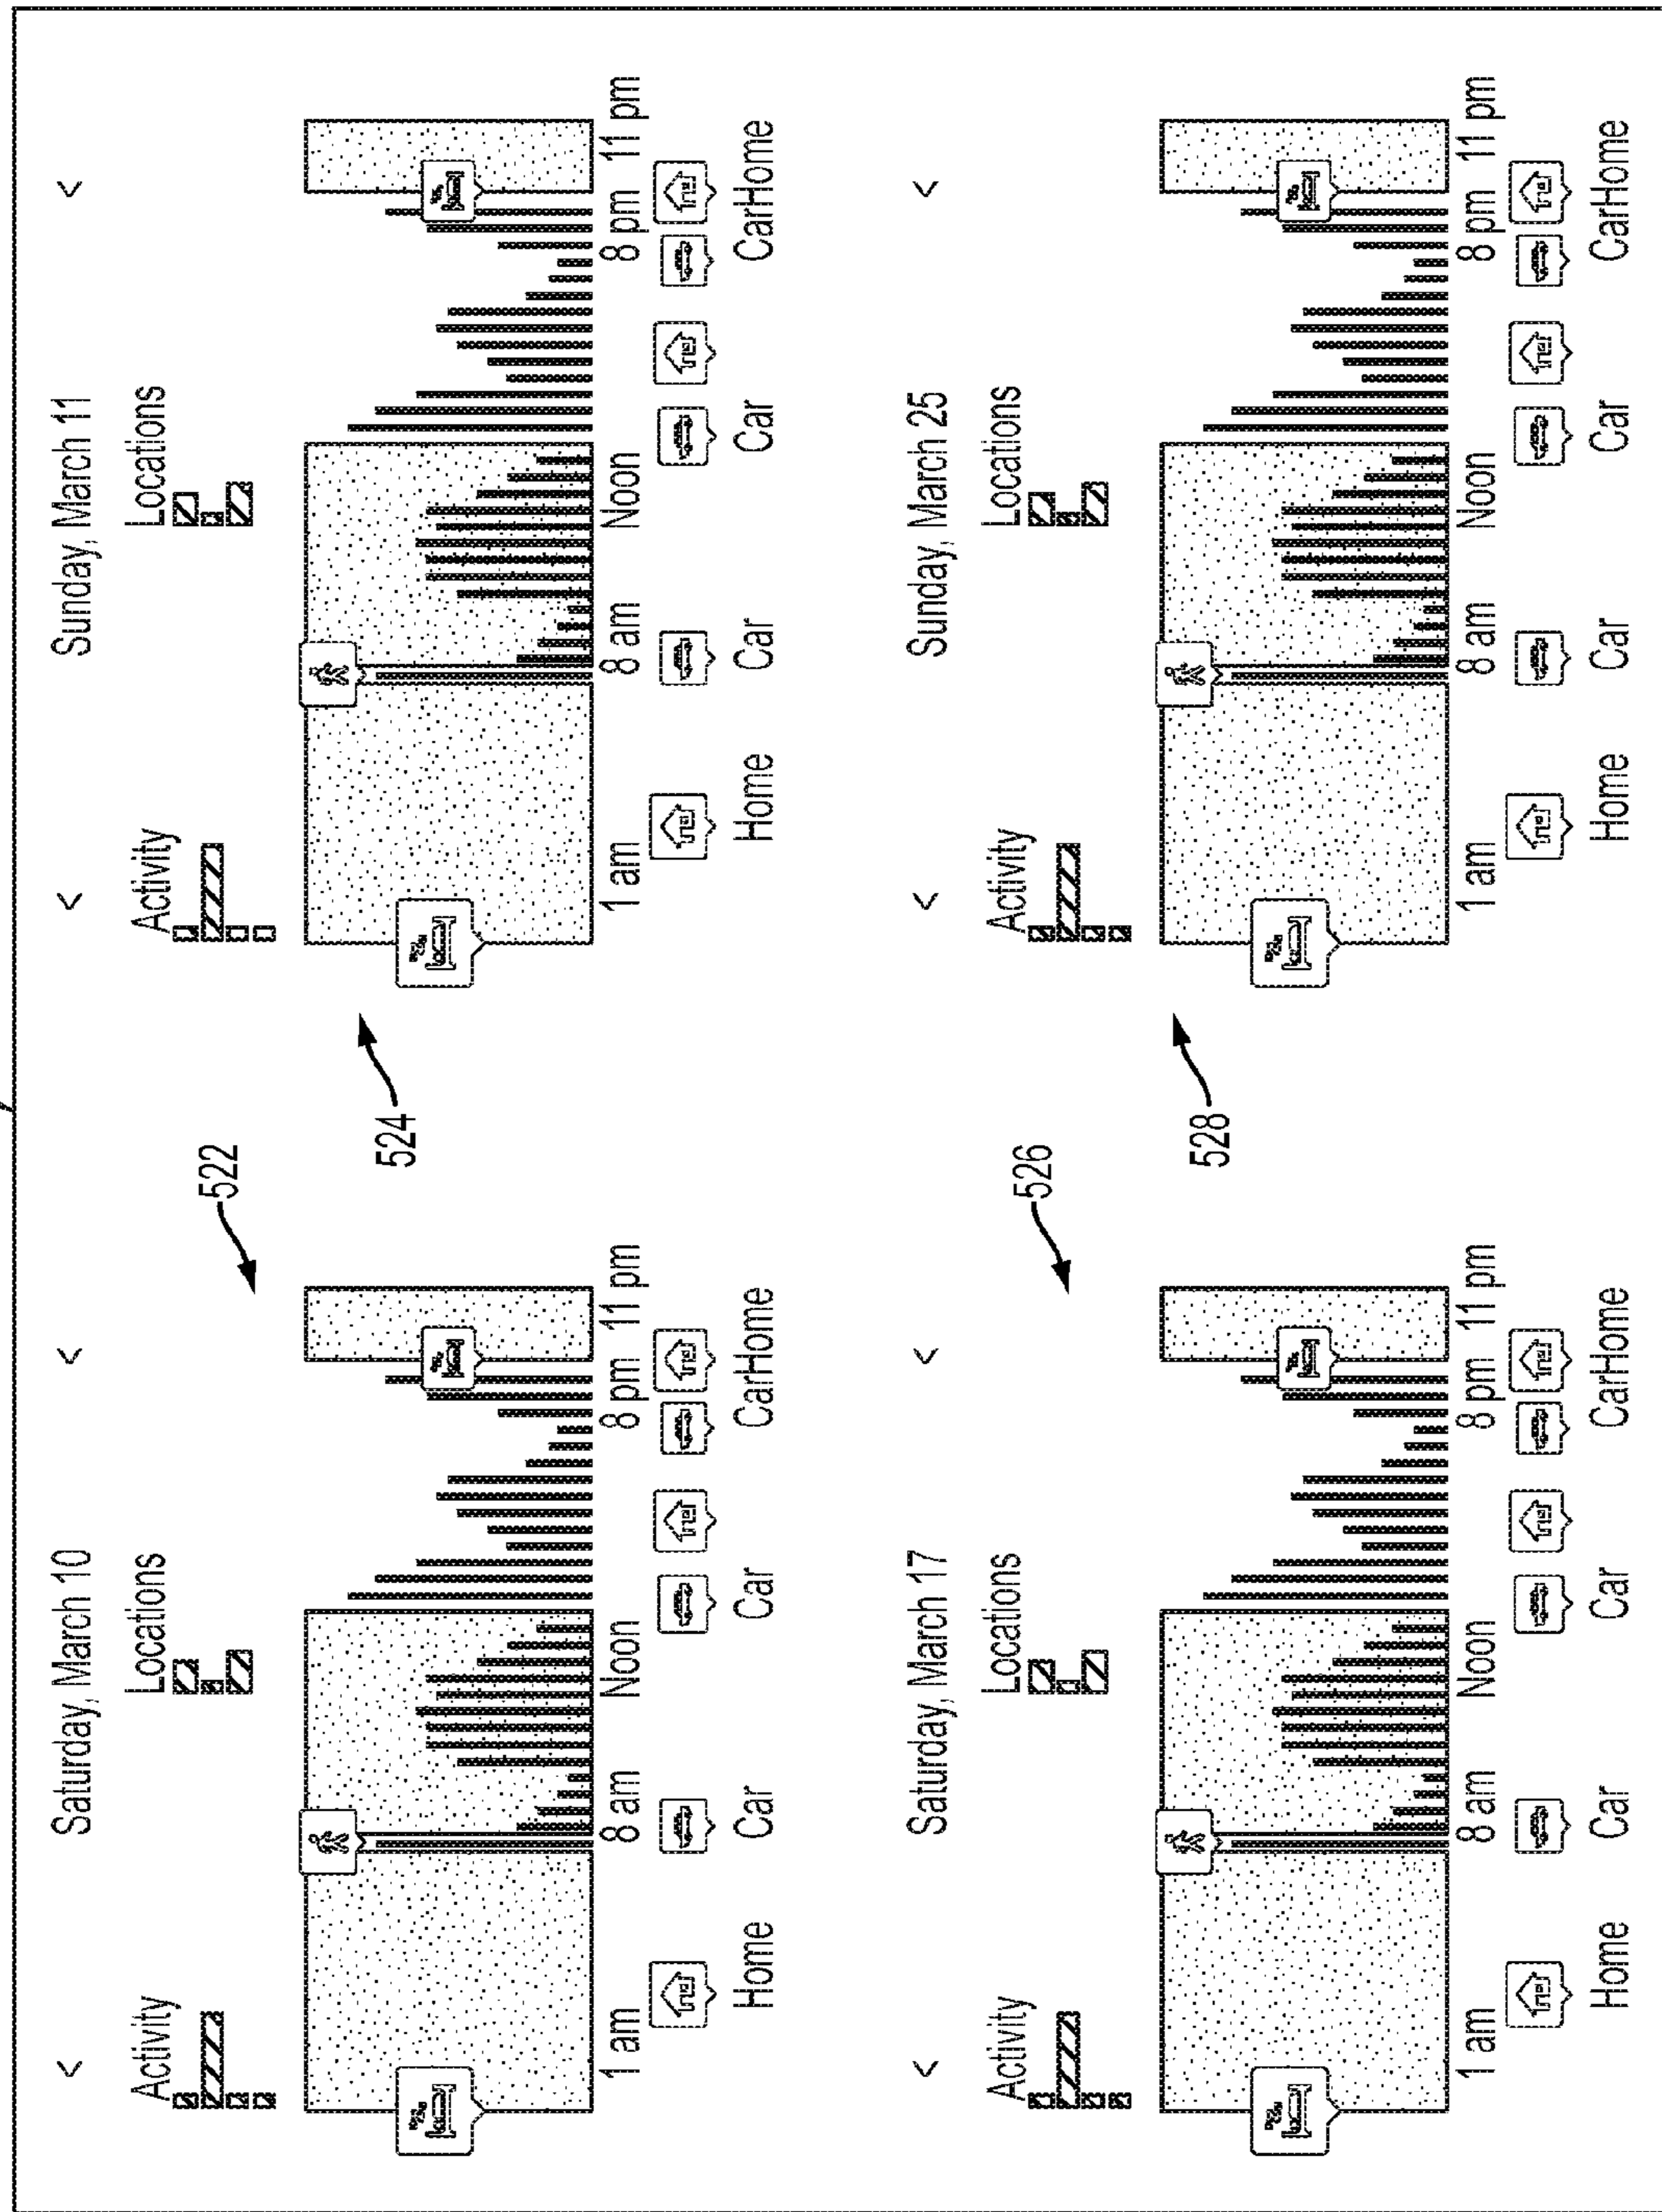 <
Saturday, March 10
<
Activity
Locations
522
1 am
8 am
Noon
8 pm
11 pm
Home
Car
Car
CarHome
<
Sunday, March 11
<
Activity
Locations
524
1 am
8 am
Noon
8 pm
11 pm
Home
Car
Car
CarHome
<
Saturday, March 17
<
Activity
Locations
526
1 am
8 am
Noon
8 pm
11 pm
Home
Car
Car
CarHome
<
Sunday, March 25
<
Activity
Locations
528
1 am
8 am
Noon
8 pm
11 pm
Home
Car
Car
CarHome